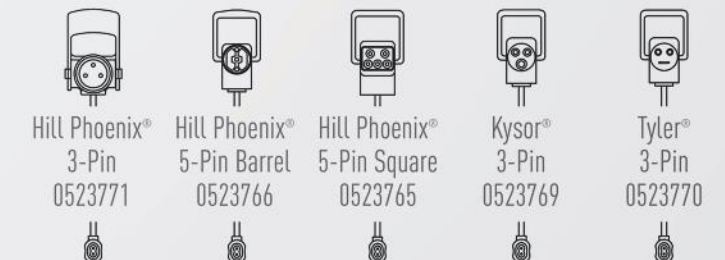 Hill Phoenix® Hill Phoenix® Hill Phoenix® Kysor® Tyler®
3-Pin 5-Pin Barrel 5-Pin Square 3-Pin 3-Pin
0523771 0523766 0523765 0523769 0523770